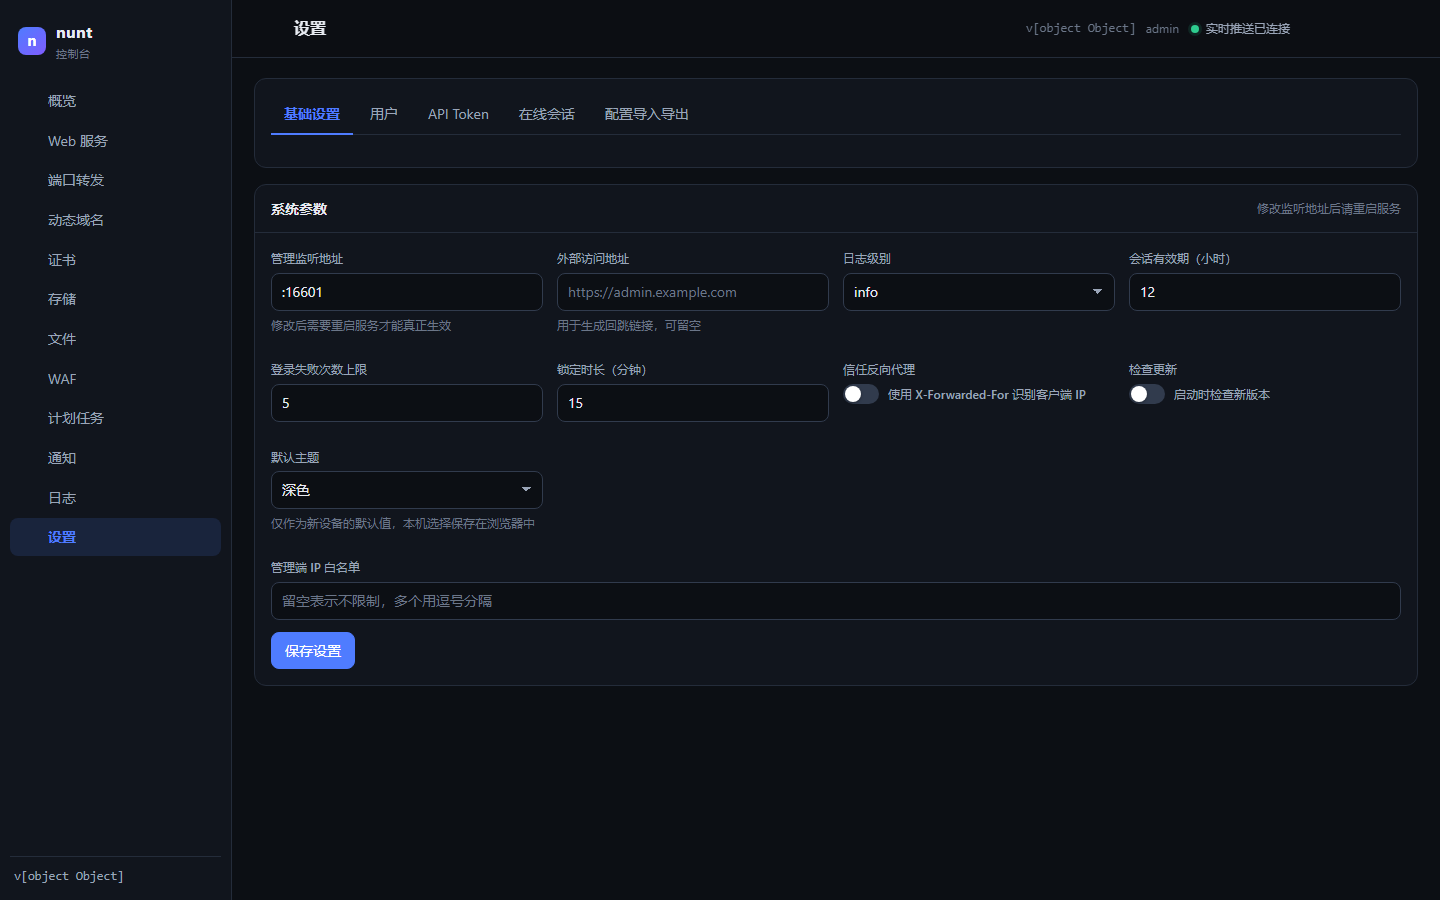 n
nunt
控制台
概览
Web 服务
端口转发
动态域名
证书
存储
文件
WAF
计划任务
通知
日志
设置
v[object Object]
设置
v[object Object] admin 实时推送已连接
基础设置 用户 API Token 在线会话 配置导入导出
系统参数 修改监听地址后请重启服务
管理监听地址 外部访问地址 日志级别 会话有效期（小时）
:16601 https://admin.example.com info 12
修改后需要重启服务才能真正生效 用于生成回跳链接，可留空
登录失败次数上限 锁定时长（分钟） 信任反向代理 检查更新
5 15 使用 X-Forwarded-For 识别客户端 IP 启动时检查新版本
默认主题
深色
仅作为新设备的默认值，本机选择保存在浏览器中
管理端 IP 白名单
留空表示不限制，多个用逗号分隔
保存设置